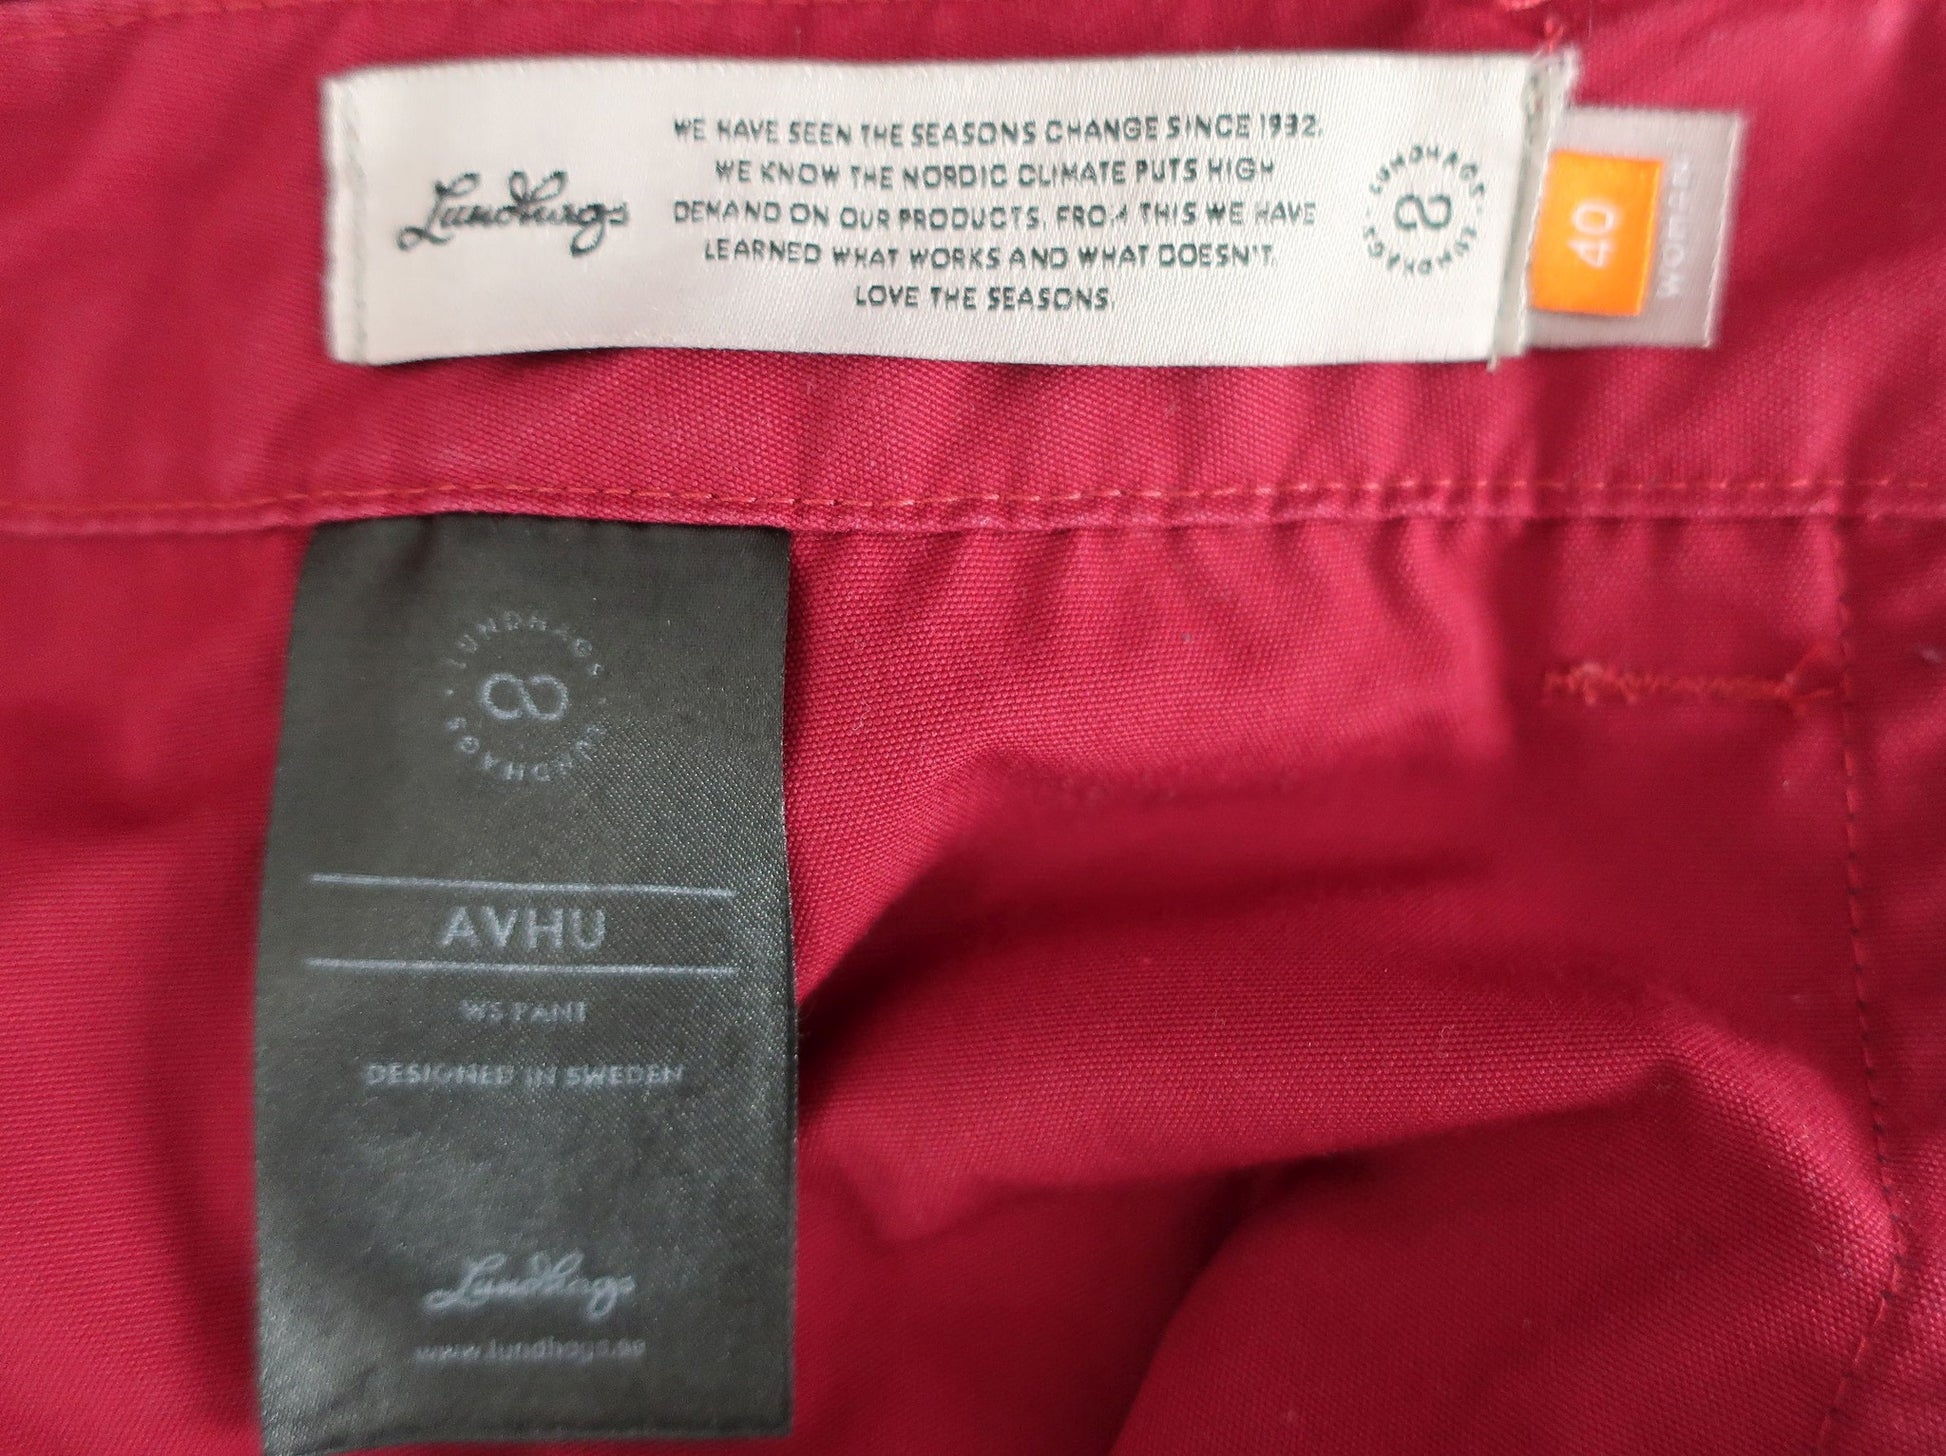 Lundhags
WE HAVE SEEN THE SEASONS CHANGE SINCE 1932.
WE KNOW THE NORDIC CLIMATE PUTS HIGH
DEMAND ON OUR PRODUCTS. FROM THIS WE HAVE
LEARNED WHAT WORKS AND WHAT DOESN'T.
LOVE THE SEASONS.
LUNDHAGS · LUNDHAGS ·
40
WOMEN
LUNDHAGS · LUNDHAGS ·
AVHU
WS PANT
DESIGNED IN SWEDEN
Lundhags
www.lundhags.se